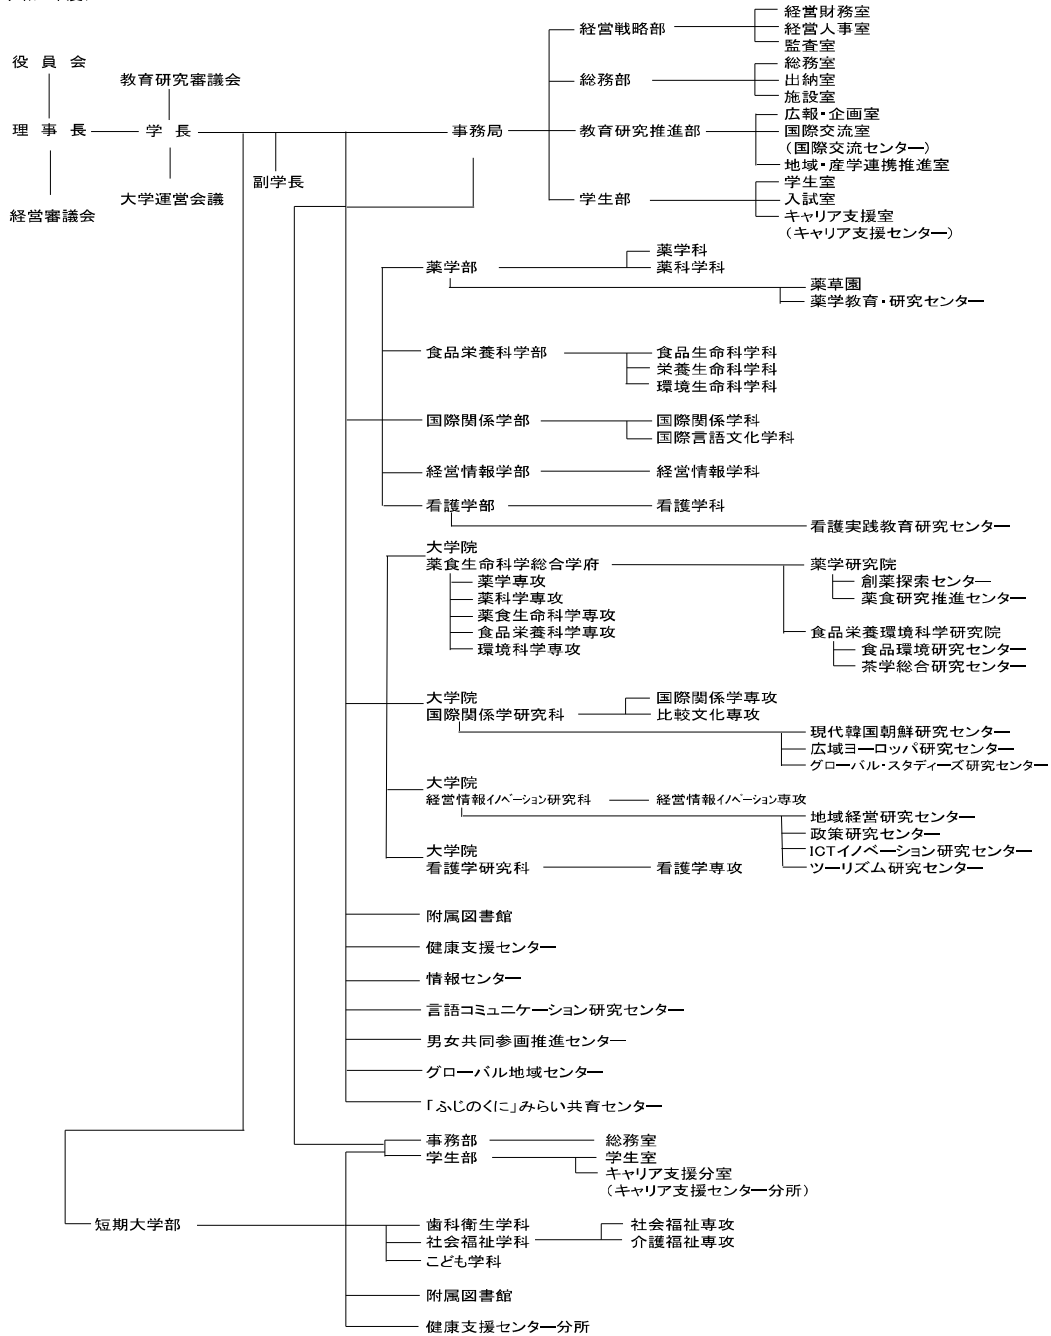 役員会
教育研究審議会
理事長
学長
副学長
大学運営会議
経営審議会
事務局
経営戦略部
経営財務室
経営人事室
監査室
総務部
総務室
出納室
施設室
教育研究推進部
広報・企画室
国際交流室
(国際交流センター)
地域・産学連携推進室
学生部
学生室
入試室
キャリア支援室
(キャリア支援センター)
薬学部
薬学科
薬科学科
薬草園
薬学教育・研究センター
食品栄養科学部
食品生命科学科
栄養生命科学科
環境生命科学科
国際関係学部
国際関係学科
国際言語文化学科
経営情報学部
経営情報学科
看護学部
看護学科
看護実践教育研究センター
大学院
薬食生命科学総合学府
薬学専攻
薬科学専攻
薬食生命科学専攻
食品栄養科学専攻
環境科学専攻
薬学研究院
創薬探索センター
薬食研究推進センター
食品栄養環境科学研究院
食品環境研究センター
茶学総合研究センター
大学院
国際関係学研究科
国際関係学専攻
比較文化専攻
現代韓国朝鮮研究センター
広域ヨーロッパ研究センター
グローバル・スタディーズ研究センター
大学院
経営情報イノベーション研究科
経営情報イノベーション専攻
地域経営研究センター
政策研究センター
ICTイノベーション研究センター
ツーリズム研究センター
大学院
看護学研究科
看護学専攻
附属図書館
健康支援センター
情報センター
言語コミュニケーション研究センター
男女共同参画推進センター
グローバル地域センター
「ふじのくに」みらい共育センター
事務部
総務室
学生部
学生室
キャリア支援分室
(キャリア支援センター分所)
短期大学部
歯科衛生学科
社会福祉学科
社会福祉専攻
介護福祉専攻
こども学科
附属図書館
健康支援センター分所